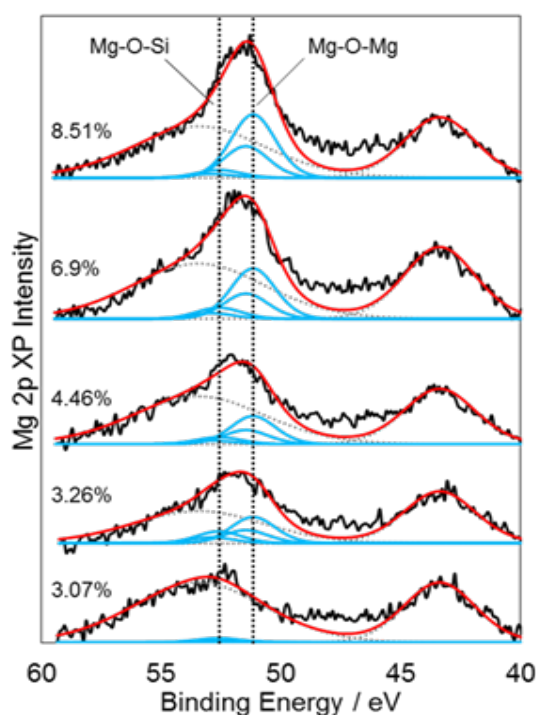 Mg-O-Si
Mg-O-Mg
8.51%
6.9%
4.46%
3.26%
3.07%
Mg 2p XP Intensity
60 55 50 45 40
Binding Energy / eV